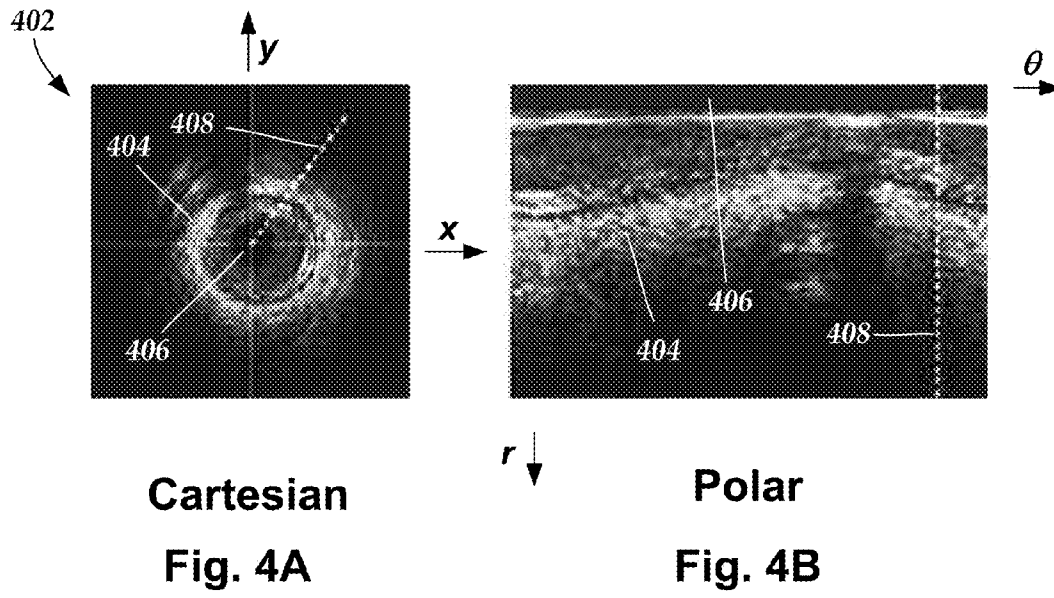 402
y
θ
408
404
x
406
406
404
408
r
Cartesian
Polar
Fig. 4A
Fig. 4B